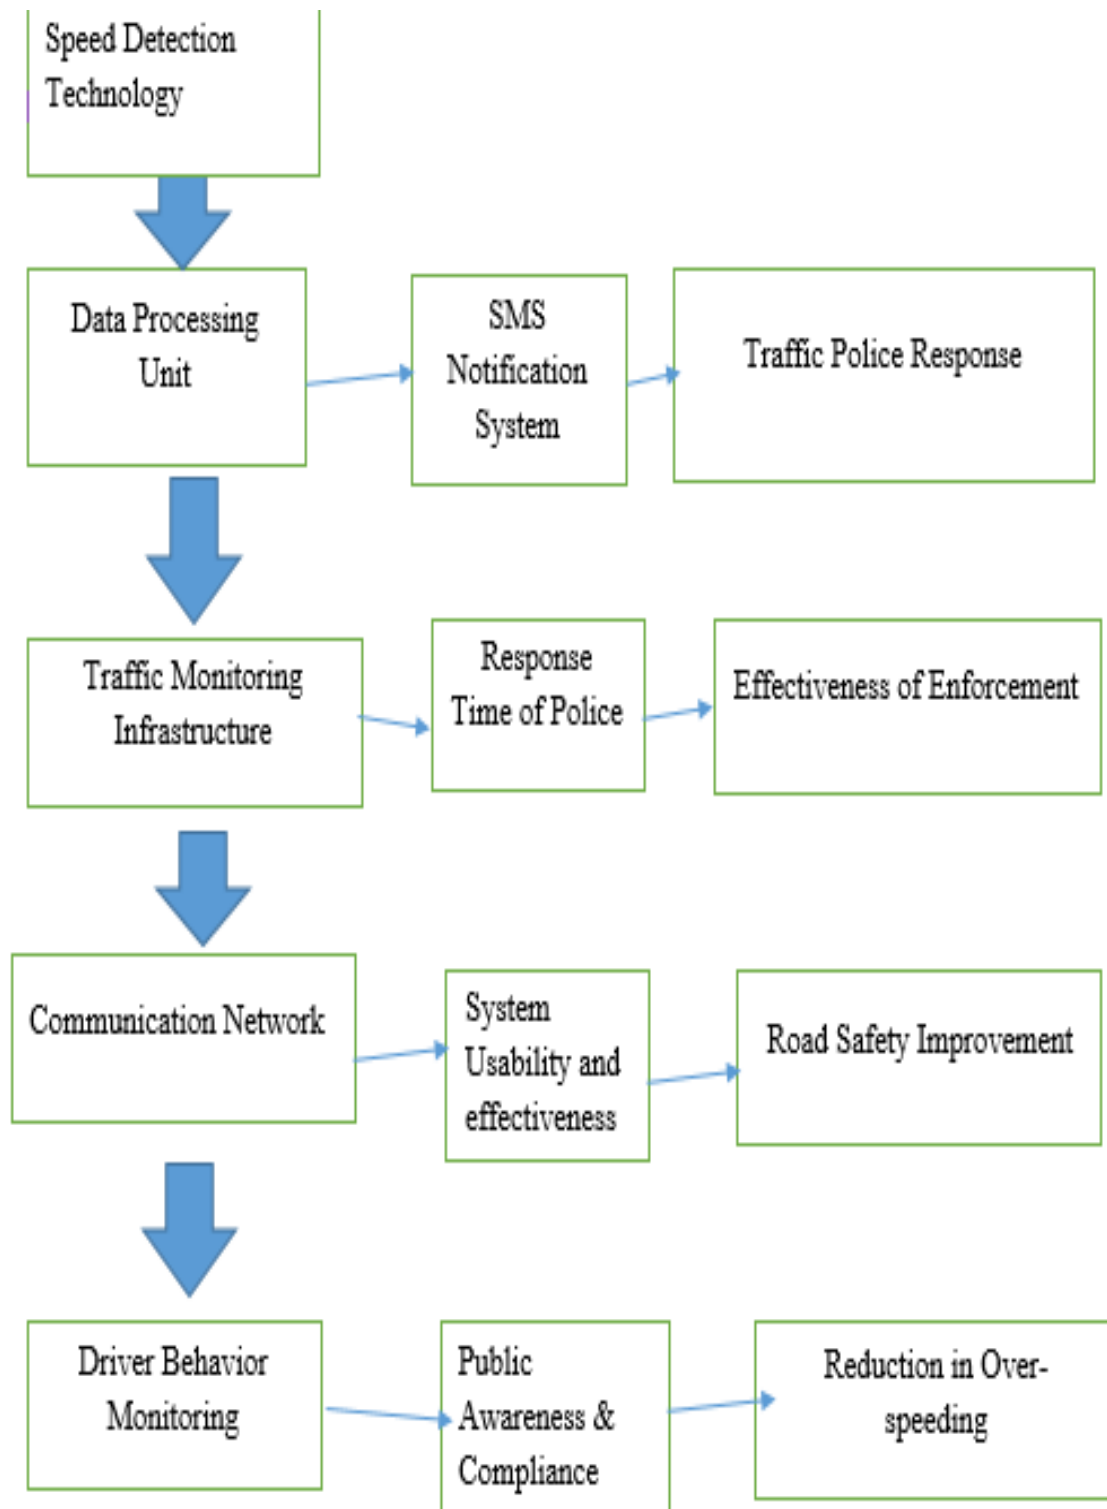 Speed Detection
Technology
Data Processing
Unit
SMS
Notification
System
Traffic Police Response
Traffic Monitoring
Infrastructure
Response
Time of Police
Effectiveness of Enforcement
Communication Network
System
Usability and
effectiveness
Road Safety Improvement
Driver Behavior
Monitoring
Public
Awareness &
Compliance
Reduction in Over-
speeding